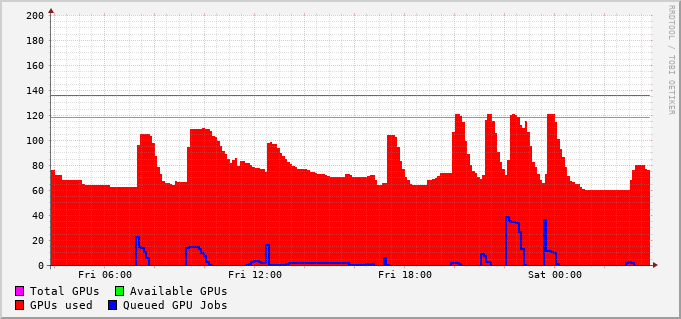 200
180
160
140
120
100
80
60
40
20
0
Fri 06:00 Fri 12:00 Fri 18:00 Sat 00:00
Total GPUs Available GPUs
GPUs used Queued GPU Jobs
RRDTOOL / TOBI OETIKER